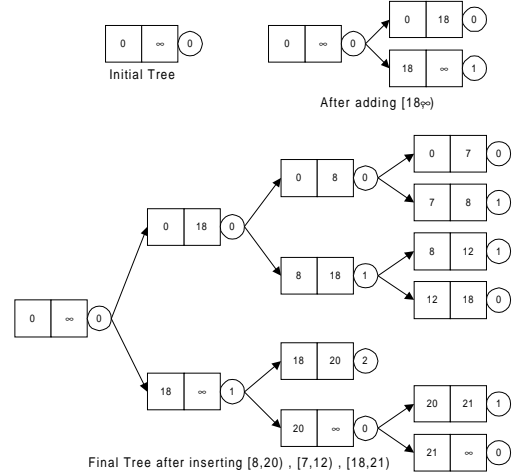 0 ∞ 0
Initial Tree
0 ∞ 0
0 18 0
18 ∞ 1
After adding [18,∞)
0 ∞ 0
0 18 0
18 ∞ 1
0 8 0
8 18 1
18 20 2
20 ∞ 0
0 7 0
7 8 1
8 12 1
12 18 0
20 21 1
21 ∞ 0
Final Tree after inserting [8,20) , [7,12) , [18,21)